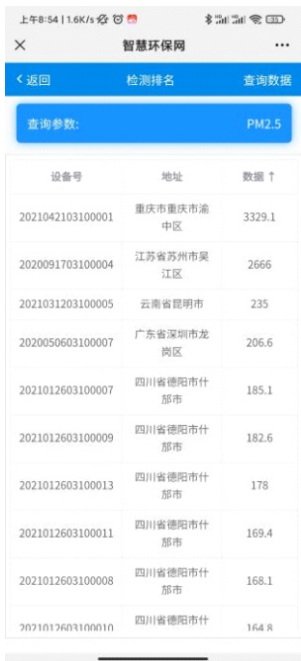 上午8:54 | 1.6K/s
智慧环保网
返回 检测排名 查询数据
查询参数: PM2.5
设备号 地址 数据 ↑
2021042103100001 重庆市重庆市渝 3329.1
中区
2020091703100004 江苏省苏州市吴 2666
江区
2021031203100005 云南省昆明市 235
2020050603100007 广东省深圳市龙 206.6
岗区
2021012603100007 四川省德阳市什 185.1
邡市
2021012603100009 四川省德阳市什 182.6
邡市
2021012603100013 四川省德阳市什 178
邡市
2021012603100011 四川省德阳市什 169.4
邡市
2021012603100008 四川省德阳市什 168.1
邡市
2021012603100010 四川省德阳市什 164.8